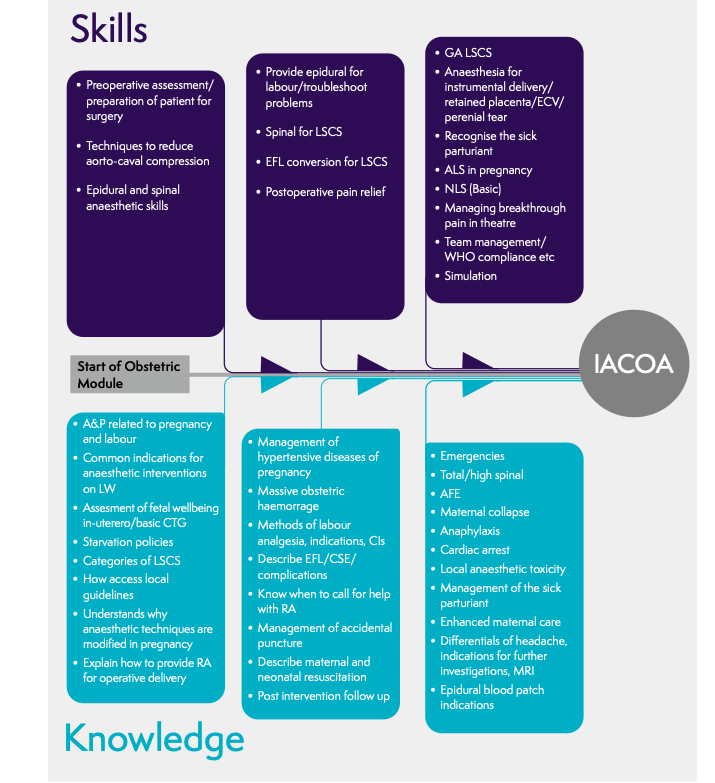 Skills
• Preoperative assessment/
preparation of patient for
surgery
• Techniques to reduce
aorto-caval compression
• Epidural and spinal
anaesthetic skills
• Provide epidural for
labour/troubleshoot
problems
• Spinal for LSCS
• EFL conversion for LSCS
• Postoperative pain relief
• GA LSCS
• Anaesthesia for
instrumental delivery/
retained placenta/ECV/
perenial tear
• Recognise the sick
parturiant
• ALS in pregnancy
• NLS (Basic)
• Managing breakthrough
pain in theatre
• Team management/
WHO compliance etc
• Simulation
Start of Obstetric
Module
IACOA
• A&P related to pregnancy
and labour
• Common indications for
anaesthetic interventions
on LW
• Assesment of fetal wellbeing
in-uterero/basic CTG
• Starvation policies
• Categories of LSCS
• How access local
guidelines
• Understands why
anaesthetic techniques are
modified in pregnancy
• Explain how to provide RA
for operative delivery
• Management of
hypertensive diseases of
pregnancy
• Massive obstetric
haemorrage
• Methods of labour
analgesia, indications, CIs
• Describe EFL/CSE/
complications
• Know when to call for help
with RA
• Management of accidental
puncture
• Describe maternal and
neonatal resuscitation
• Post intervention follow up
• Emergencies
• Total/high spinal
• AFE
• Maternal collapse
• Anaphylaxis
• Cardiac arrest
• Local anaesthetic toxicity
• Management of the sick
parturiant
• Enhanced maternal care
• Differentials of headache,
indications for further
investigations, MRI
• Epidural blood patch
indications
Knowledge